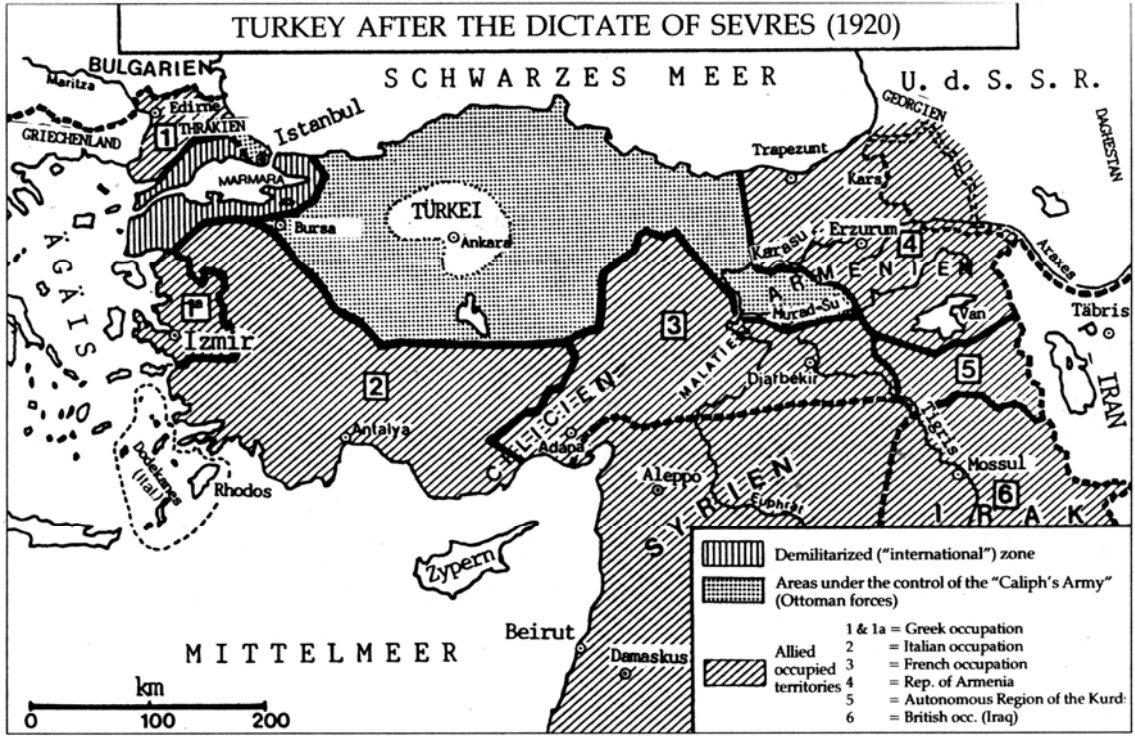 TURKEY AFTER THE DICTATE OF SEVRES (1920)
BULGARIEN
SCHWARZES MEER
U. d. S. S. R.
Maritza
Edirne
GEORGIEN
DAGHESTAN
GRIECHENLAND
1
THRAKIEN
Istanbul
Trapezunt
Kars
MARMARA
TÜRKEI
Ankara
Bursa
Karasu
Erzurum
4
Araxes
ARMENIEN
ÄGÄIS
1a
Izmir
3
Murad-Su
Van
Täbris
2
MALATIE
Diarbekir
5
IRAN
CILICIEN
Tigris
Antalya
Adana
Mossul
Dodekanes
(Ital)
Rhodos
Aleppo
SYRIEN
Euphrat
6
IRAK
Zypern
Beirut
Damaskus
MITTELMEER
km
0 100 200
Demilitarized ("international") zone
Areas under the control of the "Caliph's Army"
(Ottoman forces)
Allied
occupied
territories
1 & 1a = Greek occupation
2 = Italian occupation
3 = French occupation
4 = Rep. of Armenia
5 = Autonomous Region of the Kurds
6 = British occ. (Iraq)